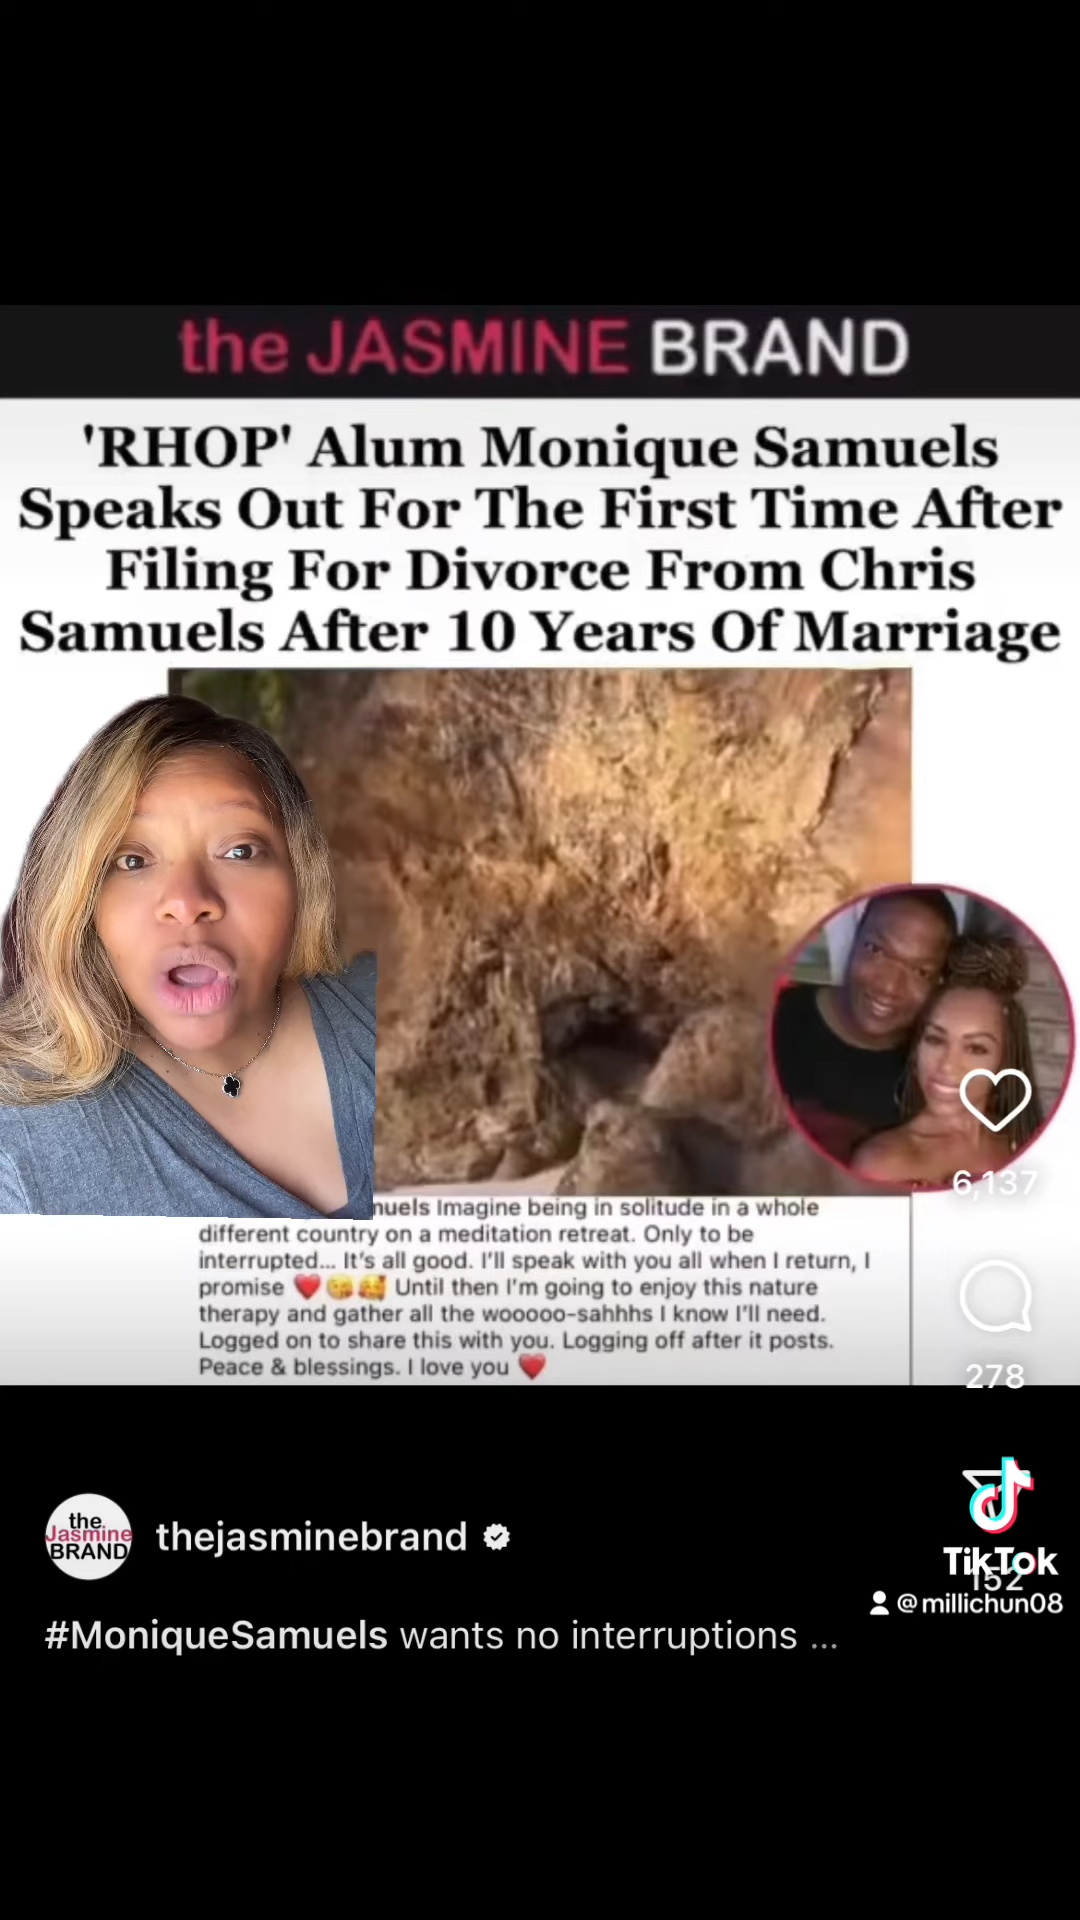 the JASMINE BRAND
'RHOP' Alum Monique Samuels
Speaks Out For The First Time After
Filing For Divorce From Chris
Samuels After 10 Years Of Marriage
6,137
nuels Imagine being in solitude in a whole
different country on a meditation retreat. Only to be
interrupted... It's all good. I'll speak with you all when I return, I
promise ❤️ 😘 🥰 Until then I'm going to enjoy this nature
therapy and gather all the wooooo-sahhhs I know I'll need.
Logged on to share this with you. Logging off after it posts.
Peace & blessings. I love you ❤️
278
the
Jasmine
BRAND
thejasminebrand
TikTok
152
@millichun08
#MoniqueSamuels wants no interruptions ...